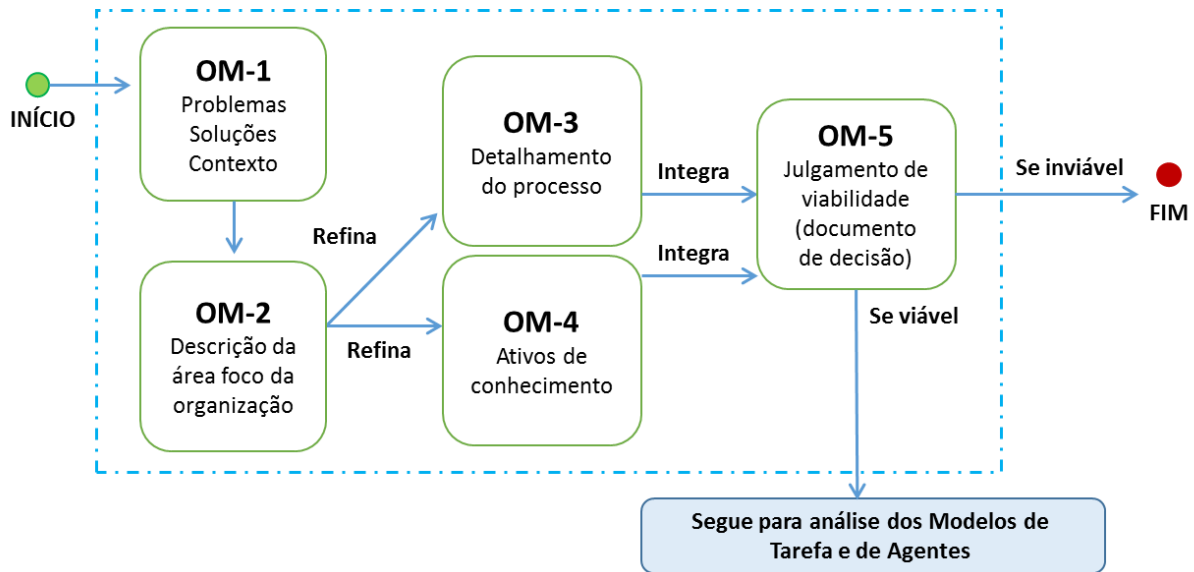 INÍCIO
OM-1
Problemas
Soluções
Contexto
OM-2
Descrição da
área foco da
organização
Refina
Refina
OM-3
Detalhamento
do processo
OM-4
Ativos de
conhecimento
Integra
Integra
OM-5
Julgamento de
viabilidade
(documento
de decisão)
Se inviável
FIM
Se viável
Segue para análise dos Modelos de
Tarefa e de Agentes